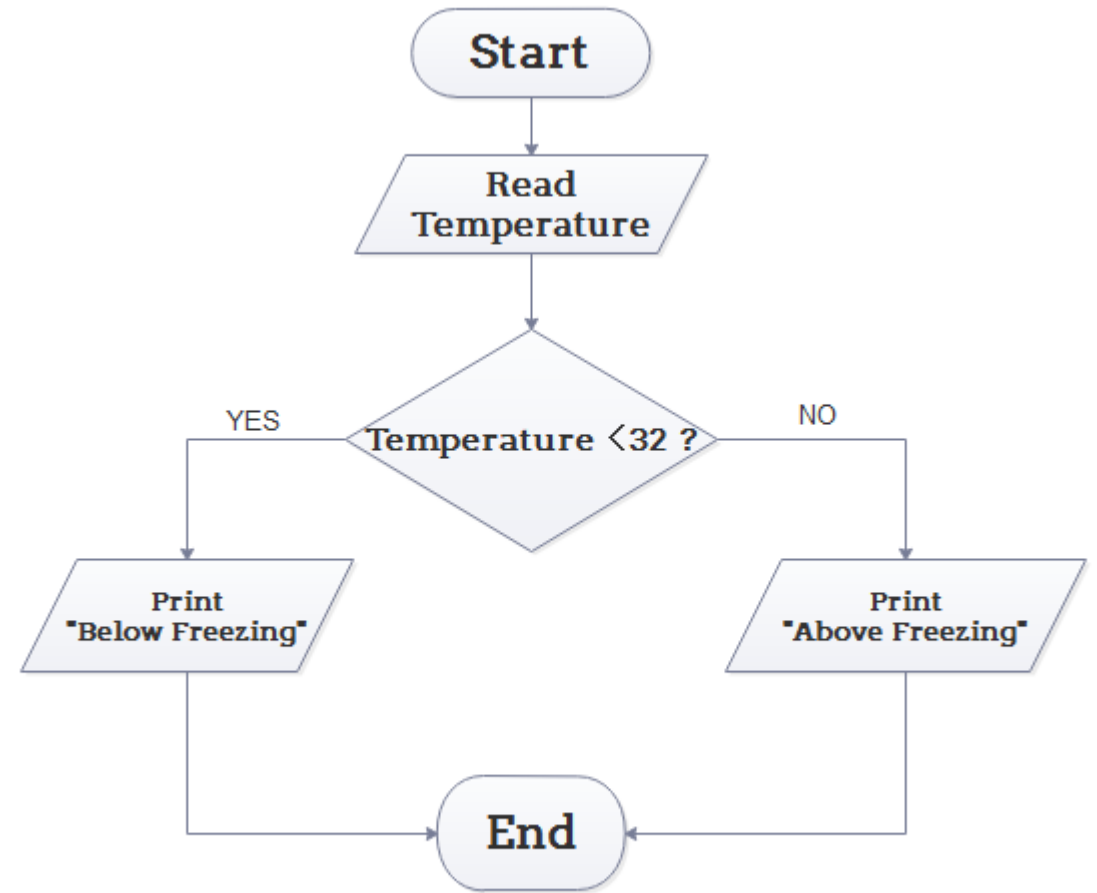 Start
Read
Temperature
YES
NO
Temperature <32 ?
Print
"Below Freezing"
Print
"Above Freezing"
End